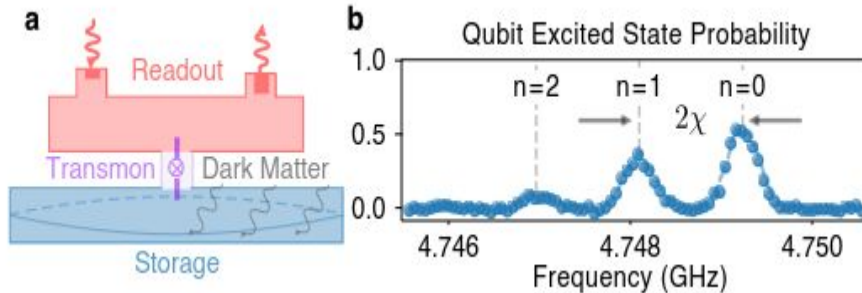 a
Readout
Transmon
Dark Matter
Storage
b
Qubit Excited State Probability
1.0
0.5
0.0
n=2
n=1
n=0
2χ
4.746
4.748
4.750
Frequency (GHz)